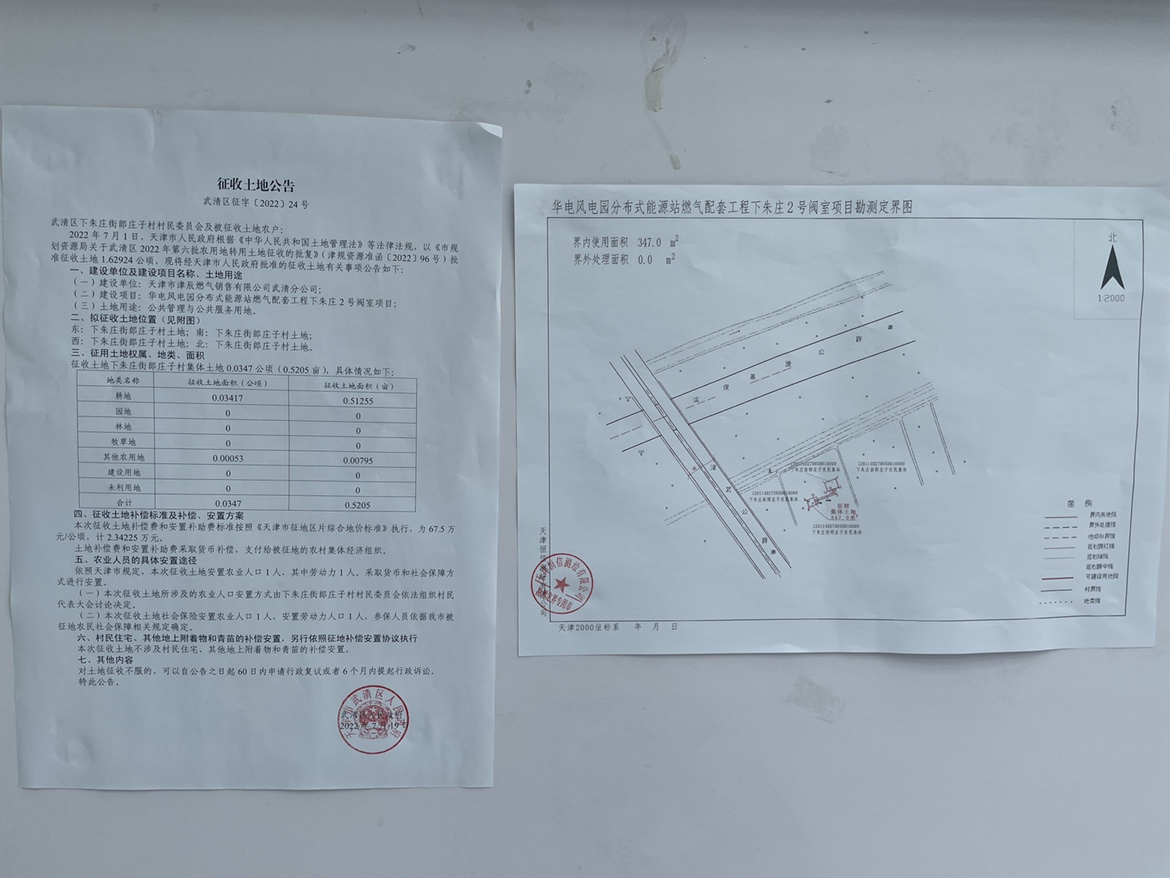 征收土地公告
武清区征字〔2022〕24号
武清区下朱庄街郎庄子村村民委员会及被征收土地农户:
2022年7月1日,天津市人民政府根据《中华人民共和国土地管理法》等法律法规,以《市规
划资源局关于武清区2022年第六批农用地转用土地征收的批复》(津规资源准函〔2022〕96号)批
准征收土地1.62924公顷,现将经天津市人民政府批准的征收土地有关事项公告如下:
一、建设单位及建设项目名称、土地用途
(一)建设单位:天津市津辰燃气销售有限公司武清分公司;
(二)建设项目:华电风电园分布式能源站燃气配套工程下朱庄2号阀室项目;
(三)土地用途:公共管理与公共服务用地。
二、拟征收土地位置(见附图)
东:下朱庄街郎庄子村土地;南:下朱庄街郎庄子村土地;
西:下朱庄街郎庄子村土地;北:下朱庄街郎庄子村土地。
三、征用土地权属、地类、面积
征收土地下朱庄街郎庄子村集体土地0.0347公顷(0.5205亩),具体情况如下:
地类名称 征收土地面积(公顷) 征收土地面积(亩)
耕地 0.03417 0.51255
园地 0 0
林地 0 0
牧草地 0 0
其他农用地 0.00053 0.00795
建设用地 0 0
未利用地 0 0
合计 0.0347 0.5205
四、征收土地补偿标准及补偿、安置方案
本次征收土地补偿费和安置补助费标准按照《天津市征地区片综合地价标准》执行,为67.5万
元/公顷,计2.34225万元。
土地补偿费和安置补助费采取货币补偿,支付给被征地的农村集体经济组织。
五、农业人员的具体安置途径
依照天津市规定,本次征收土地安置农业人口1人,其中劳动力1人,采取货币和社会保障方
式进行安置。
(一)本次征收土地所涉及的农业人口安置方式由下朱庄街郎庄子村村民委员会依法组织村民
代表大会讨论决定。
(二)本次征收土地社会保险安置农业人口1人,安置劳动力1人,参保人员依据我市被
征地农民社会保障相关规定确定。
六、村民住宅、其他地上附着物和青苗的补偿安置,另行依照征地补偿安置协议执行
本次征收土地不涉及村民住宅、其他地上附着物和青苗的补偿安置。
七、其他内容
对土地征收不服的,可以自公告之日起60日内申请行政复议或者6个月内提起行政诉讼。
特此公告。
2022年7月19日
华电风电园分布式能源站燃气配套工程下朱庄2号阀室项目勘测定界图
界内使用面积 347.0 m²
界外处理面积 0.0 m²
北
1:2000
征射
集体土地
347.0
图 例
村界线
地类线
天津2000坐标系 年 月 日